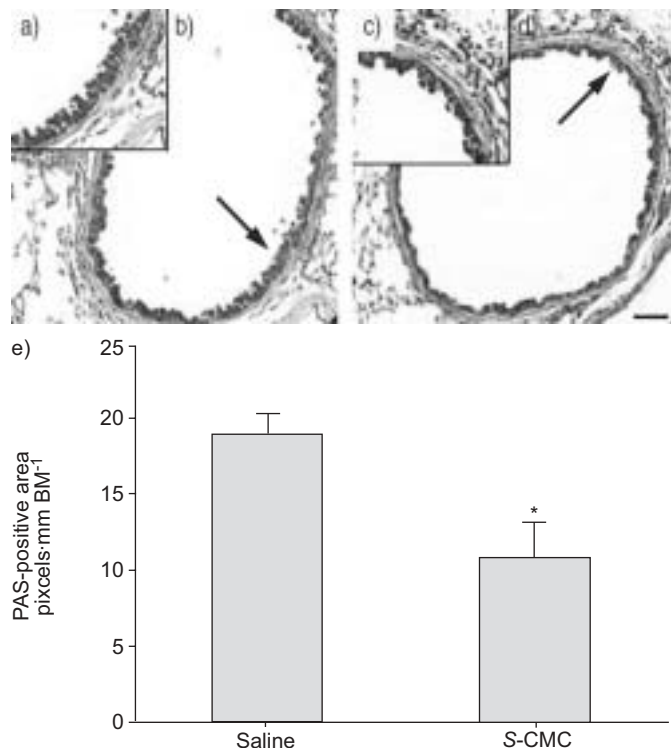 a) b) c) d)
e)
25
20
15
10
5
0
PAS-positive area
pixcels·mm BM⁻¹
*
Saline S-CMC